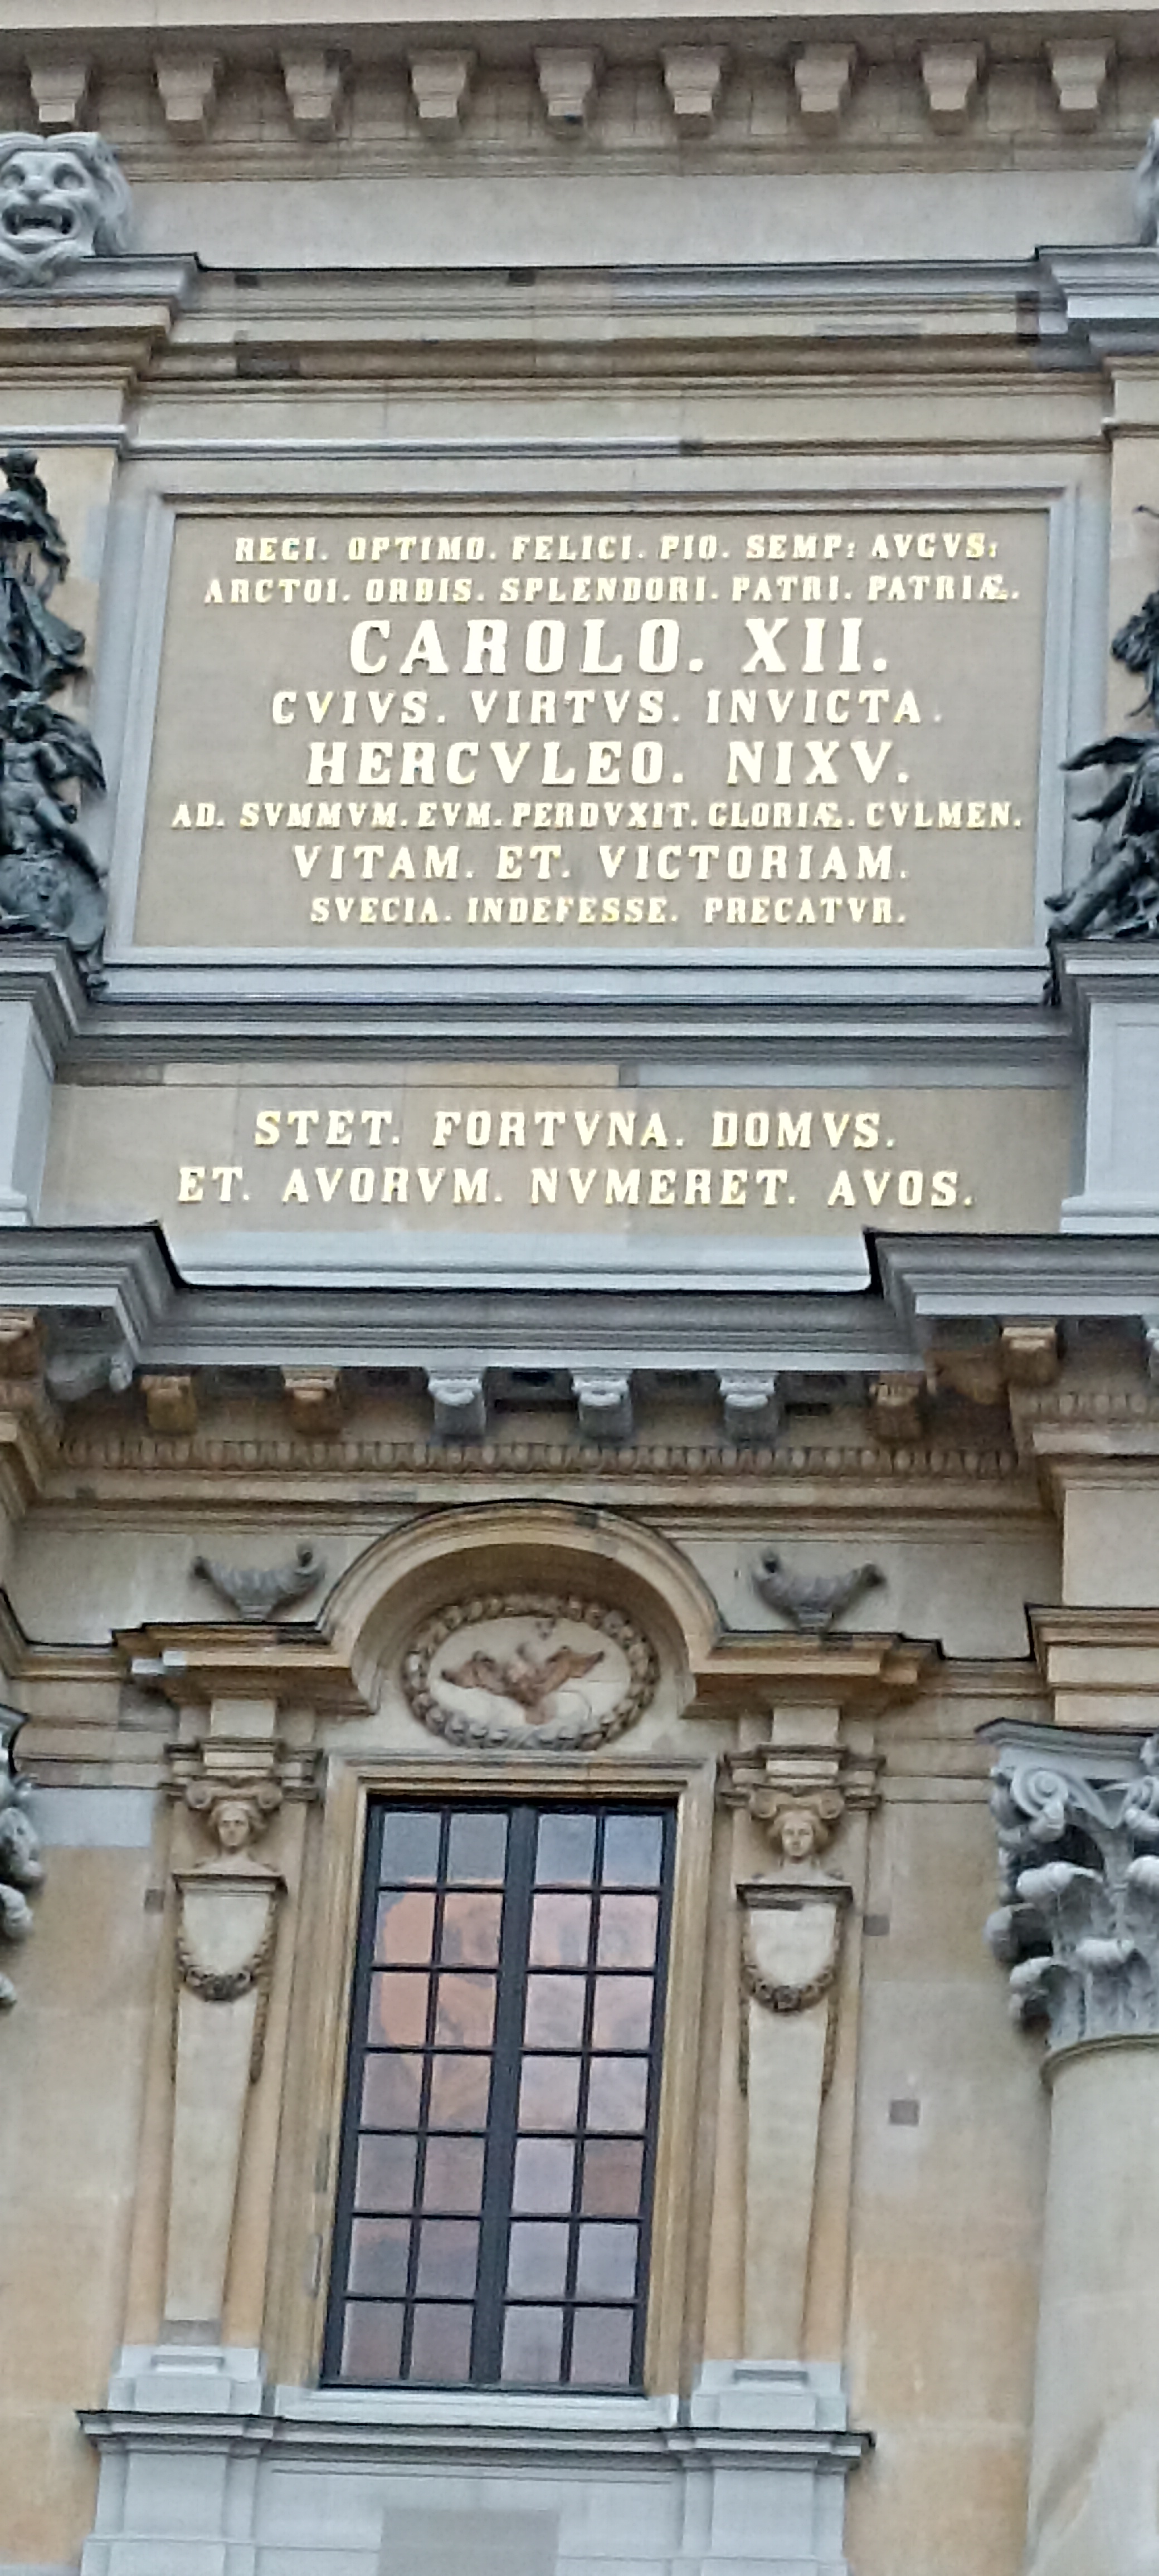 REGI. OPTIMO. FELICI. PIO. SEMP: AVGVS:
ARCTOI. ORBIS. SPLENDORI. PATRI. PATRIÆ.
CAROLO. XII.
CVIVS. VIRTVS. INVICTA.
HERCVLEO. NIXV.
AD. SVMMVM. EVM. PERDVXIT. GLORIÆ. CVLMEN.
VITAM. ET. VICTORIAM.
SVECIA. INDEFESSE. PRECATVR.
STET. FORTVNA. DOMVS.
ET. AVORVM. NVMERET. AVOS.